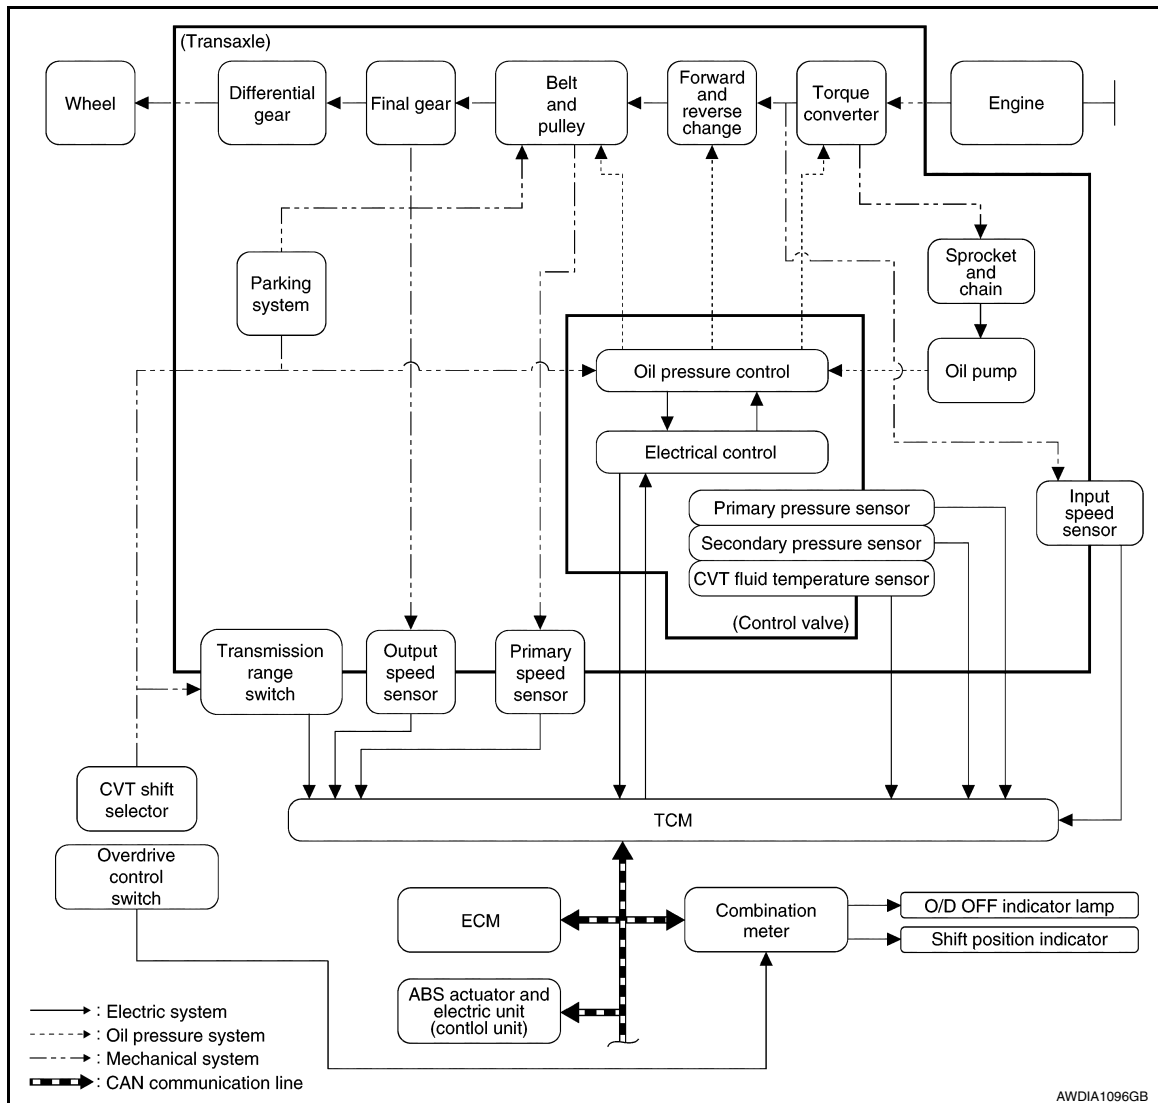 (Transaxle)
Wheel
Differential
gear
Final gear
Belt
and
pulley
Forward
and
reverse
change
Torque
converter
Engine
Parking
system
Sprocket
and
chain
Oil pressure control
Oil pump
Electrical control
Primary pressure sensor
Secondary pressure sensor
CVT fluid temperature sensor
Input
speed
sensor
(Control valve)
Transmission
range
switch
Output
speed
sensor
Primary
speed
sensor
CVT shift
selector
TCM
Overdrive
control
switch
ECM
Combination
meter
O/D OFF indicator lamp
Shift position indicator
ABS actuator and
electric unit
(contlol unit)
: Electric system
: Oil pressure system
: Mechanical system
: CAN communication line
AWDIA1096GB